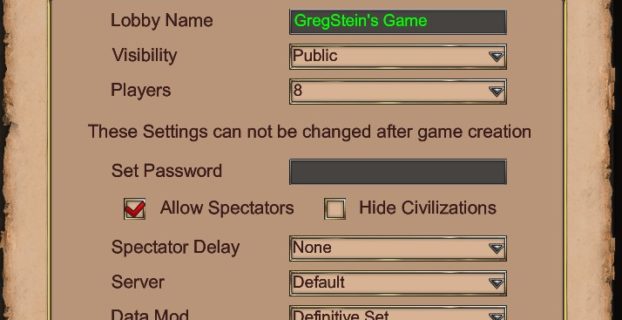 Lobby Name GregStein's Game
Visibility Public
Players 8
These Settings can not be changed after game creation
Set Password
Allow Spectators Hide Civilizations
Spectator Delay None
Server Default
Data Mod Definitive Set